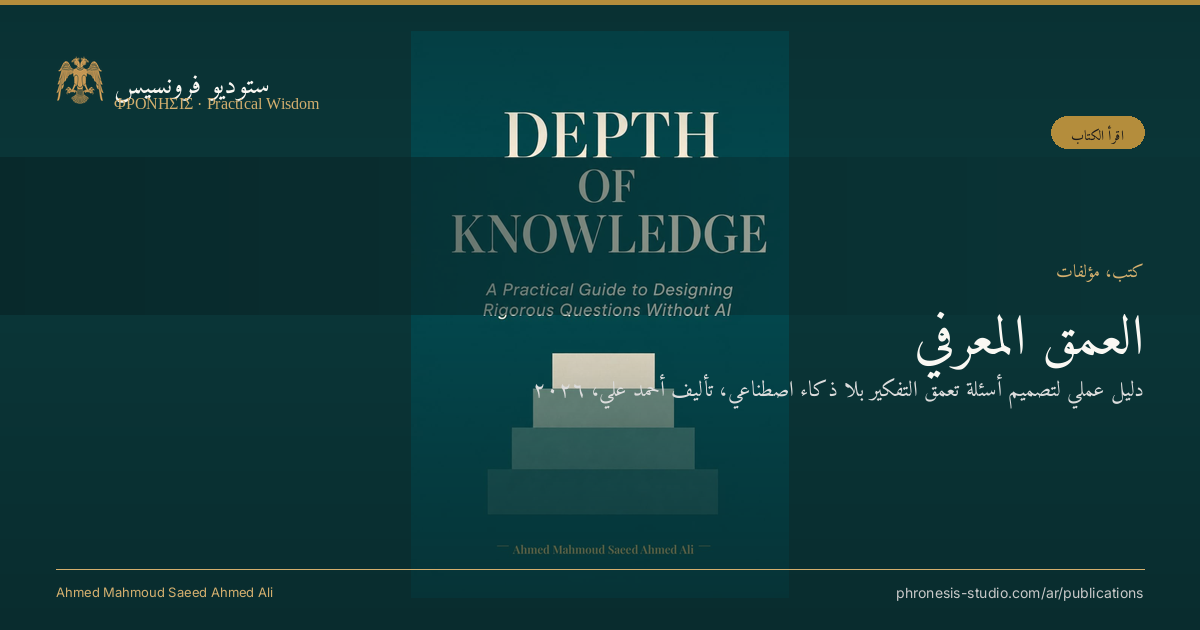 ستوديو فرونسيس
ΦΡΟΝΗΣΙΣ · Practical Wisdom
اقرأ الكتاب
DEPTH
OF
KNOWLEDGE
A Practical Guide to Designing
Rigorous Questions Without AI
كتب، مؤلفات
العمق المعرفي
دليل عملي لتصميم أسئلة تعمق التفكير بلا ذكاء اصطناعي، تأليف أحمد علي، ٢٠٢٦
Ahmed Mahmoud Saeed Ahmed Ali
Ahmed Mahmoud Saeed Ahmed Ali
phronesis-studio.com/ar/publications